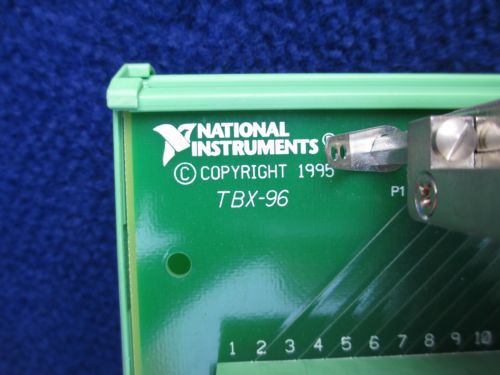 NATIONAL
INSTRUMENTS ®
© COPYRIGHT 1995
TBX-96
P1
1 2 3 4 5 6 7 8 9 10